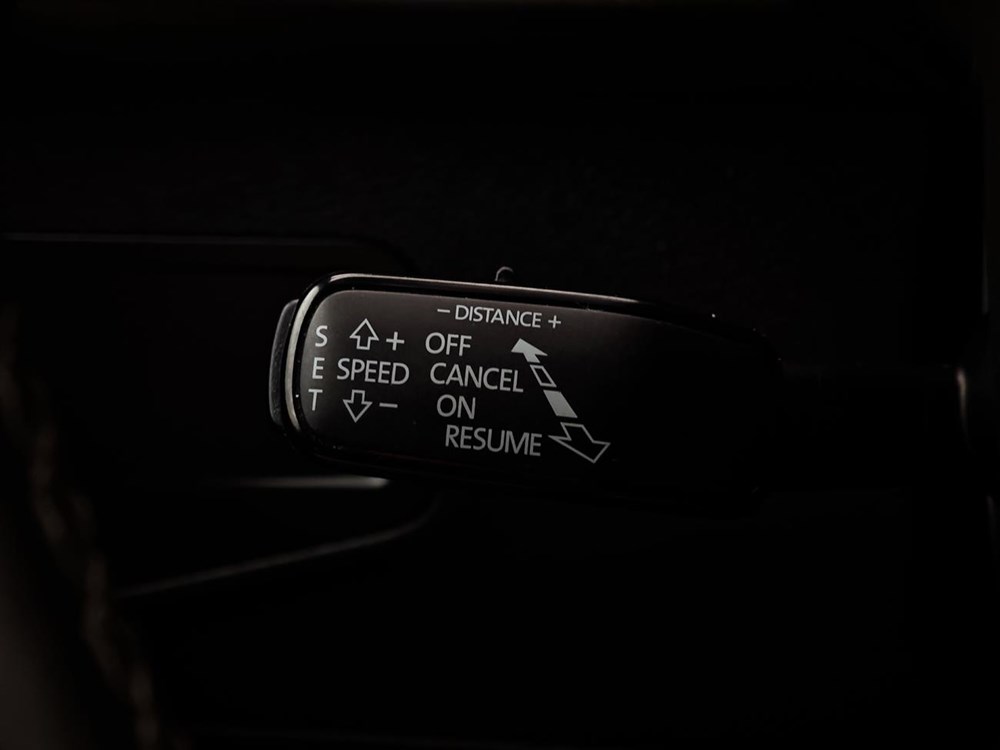 − DISTANCE +
S + OFF
E SPEED CANCEL
T − ON
RESUME